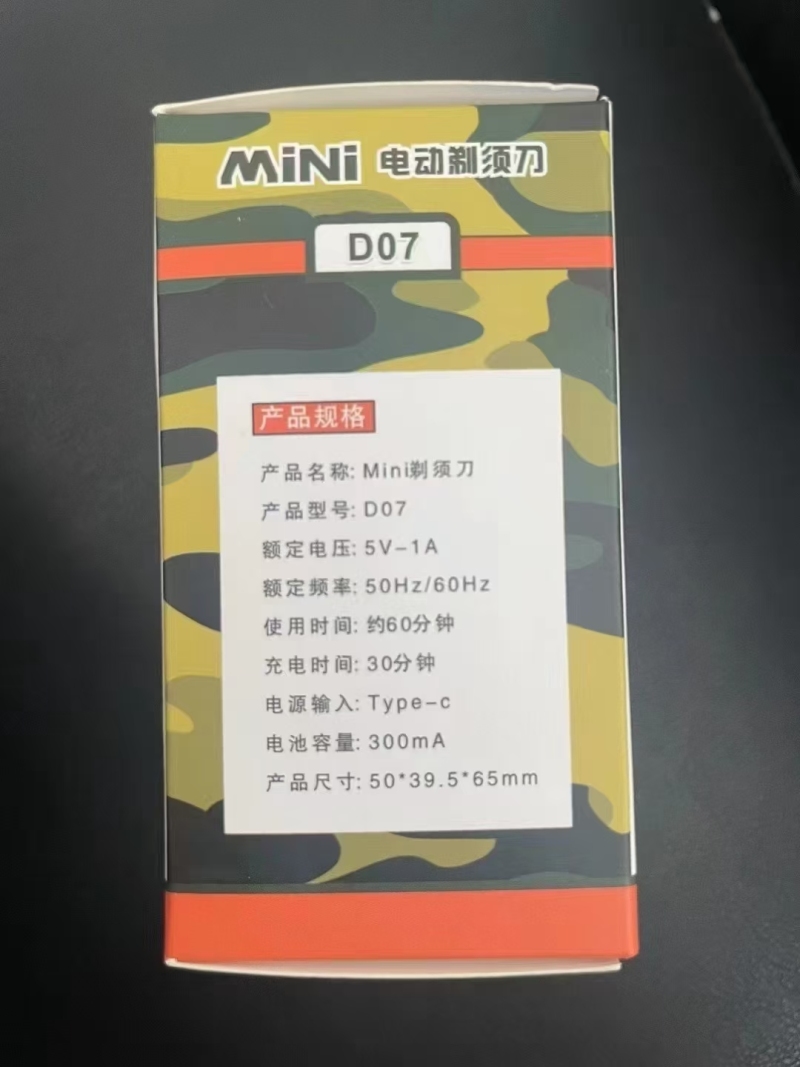 MiNi 电动剃须刀
D07
产品规格
产品名称: Mini剃须刀
产品型号: D07
额定电压: 5V-1A
额定频率: 50Hz/60Hz
使用时间: 约60分钟
充电时间: 30分钟
电源输入: Type-c
电池容量: 300mA
产品尺寸: 50*39.5*65mm